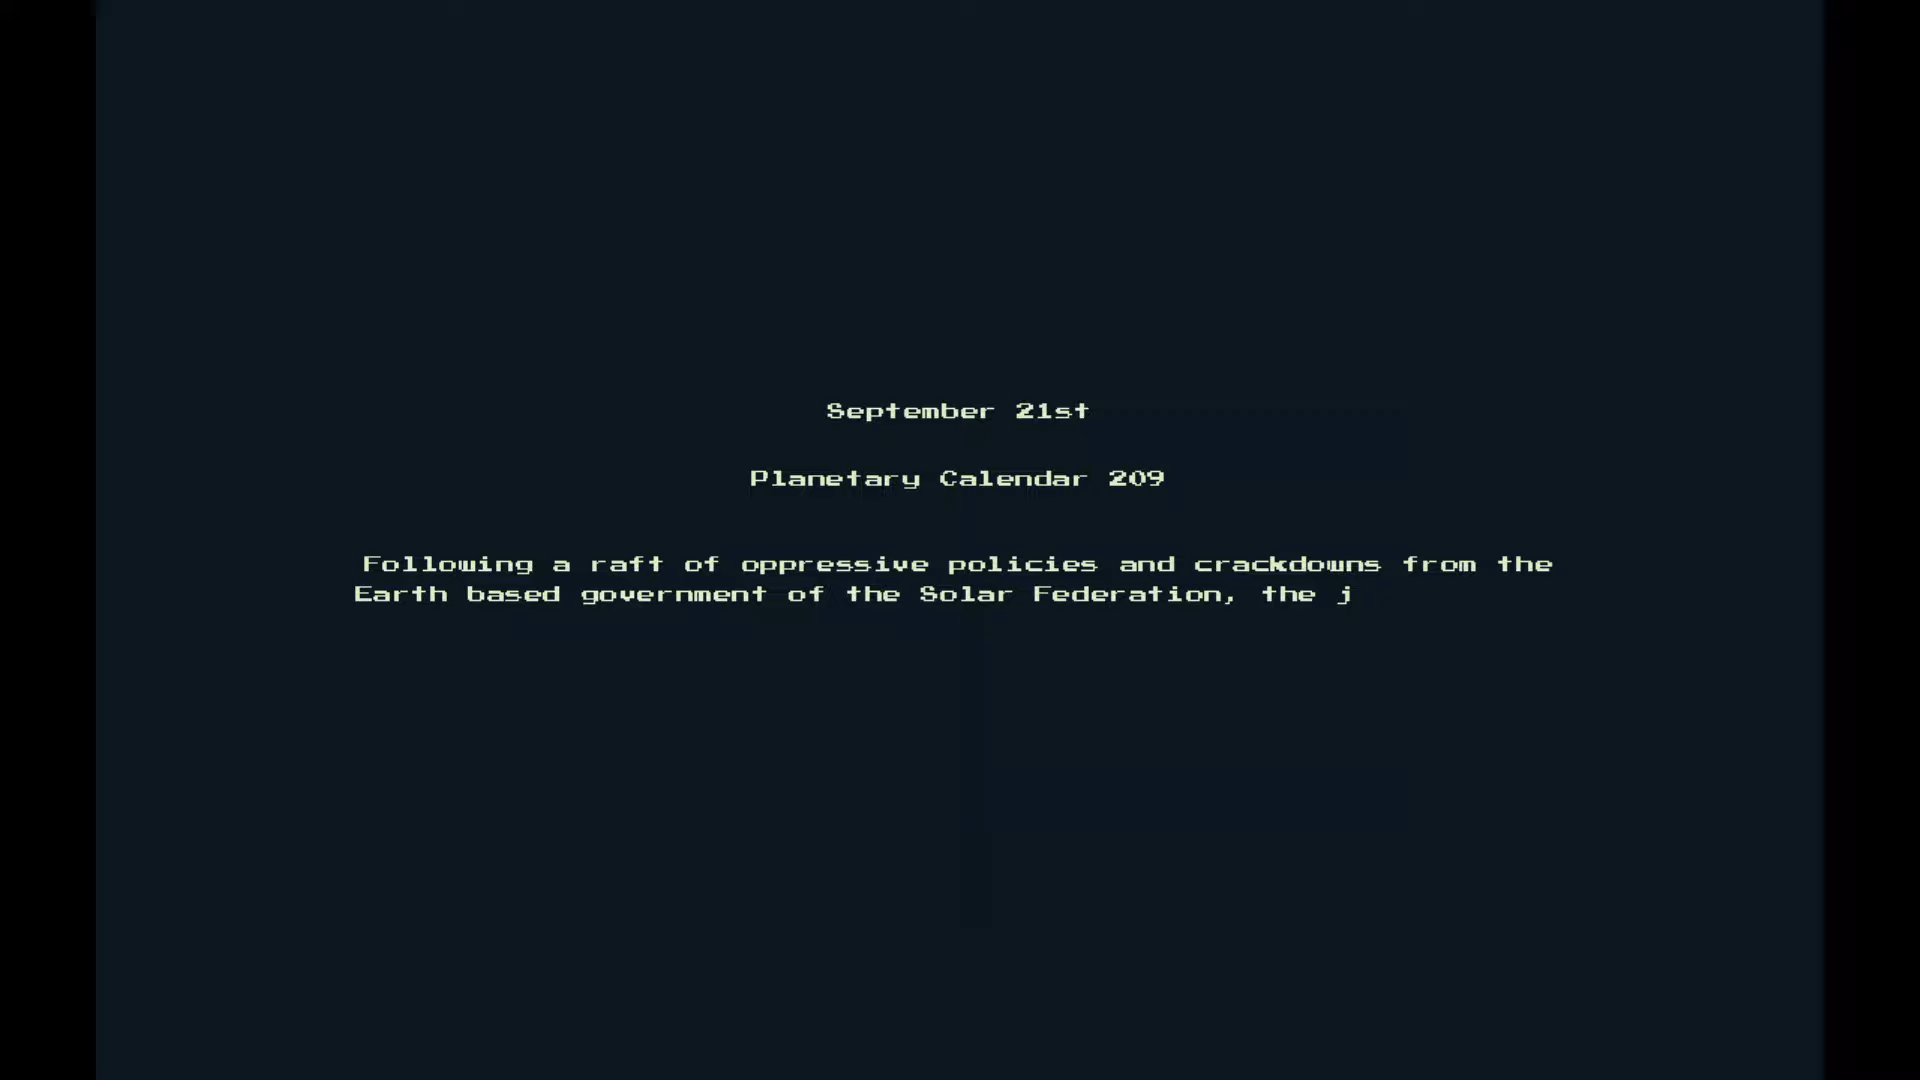 September 21st
Planetary Calendar 209
Following a raft of oppressive policies and crackdowns from the
Earth based government of the Solar Federation, the j